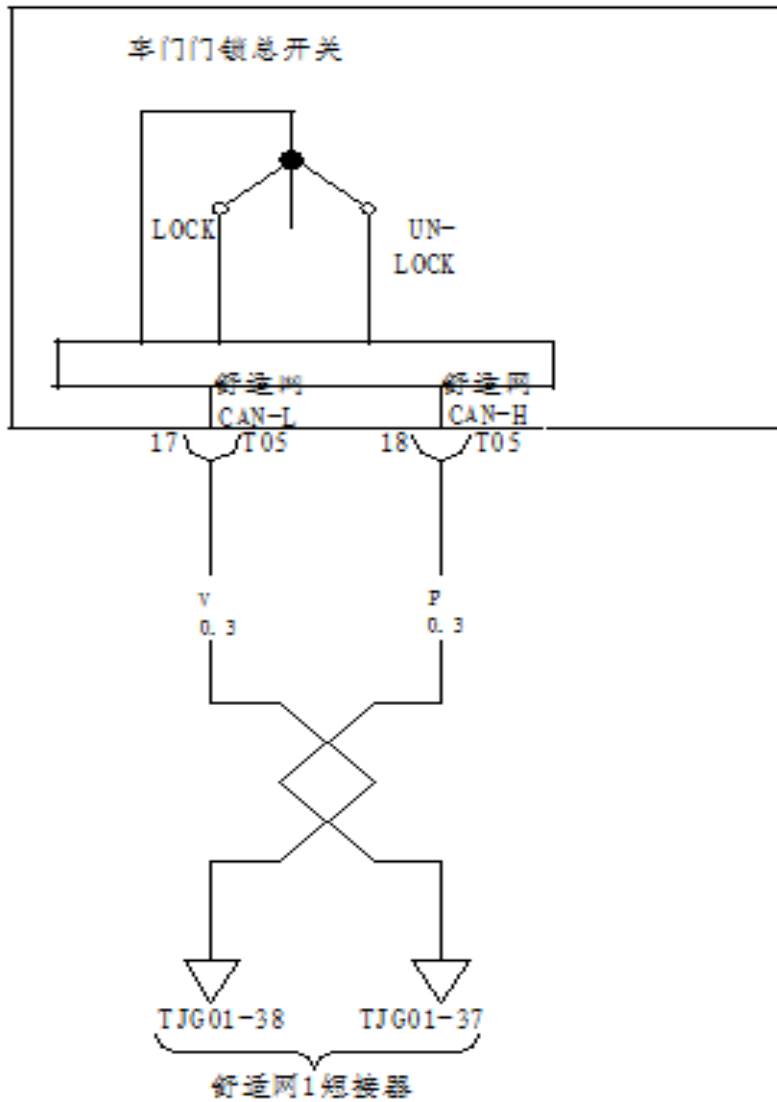 车门门锁总开关
LOCK
UN-
LOCK
舒适网
CAN-L
舒适网
CAN-H
17
T05
18
T05
V
0.3
P
0.3
TJG01-38
TJG01-37
舒适网1短接器